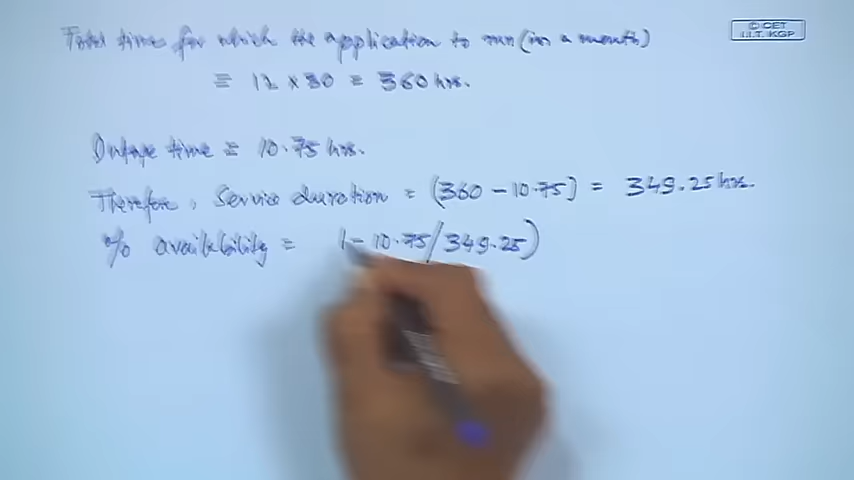 Total time for which the application to run (in a month)
© CET
I.I.T. KGP
= 12 × 30 = 360 hrs.
Outage time = 10.75 hrs.
Therefore, Service duration = (360 - 10.75) = 349.25 hrs.
% availability = 1 - 10.75/349.25)